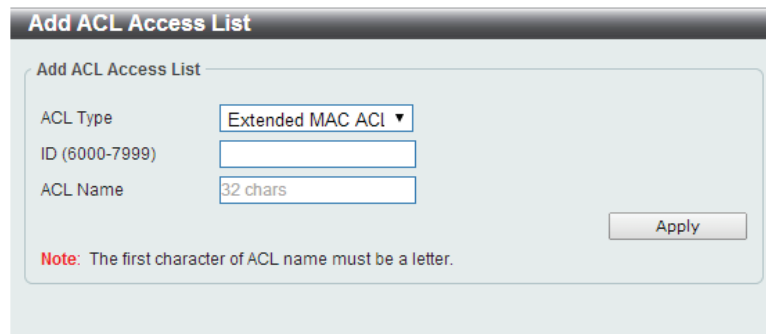 Add ACL Access List
Add ACL Access List
ACL Type Extended MAC ACL
ID (6000-7999)
ACL Name 32 chars
Apply
Note: The first character of ACL name must be a letter.